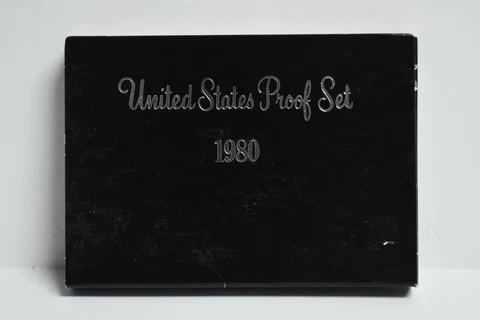 United States Proof Set
1980